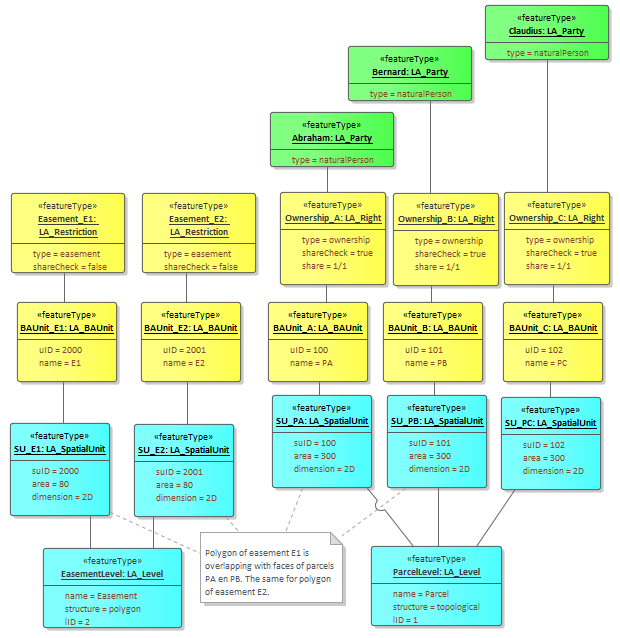 «featureType»
Claudius: LA_Party
type = naturalPerson
«featureType»
Bernard: LA_Party
type = naturalPerson
«featureType»
Abraham: LA_Party
type = naturalPerson
«featureType»
Easement_E1:
LA_Restriction
type = easement
shareCheck = false
«featureType»
Easement_E2:
LA_Restriction
type = easement
shareCheck = false
«featureType»
Ownership_A: LA_Right
type = ownership
shareCheck = true
share = 1/1
«featureType»
Ownership_B: LA_Right
type = ownership
shareCheck = true
share = 1/1
«featureType»
Ownership_C: LA_Right
type = ownership
shareCheck = true
share = 1/1
«featureType»
BAUnit_E1: LA_BAUnit
uID = 2000
name = E1
«featureType»
BAUnit_E2: LA_BAUnit
uID = 2001
name = E2
«featureType»
BAUnit_A: LA_BAUnit
uID = 100
name = PA
«featureType»
BAUnit_B: LA_BAUnit
uID = 101
name = PB
«featureType»
BAUnit_C: LA_BAUnit
uID = 102
name = PC
«featureType»
SU_E1: LA_SpatialUnit
suID = 2000
area = 80
dimension = 2D
«featureType»
SU_E2: LA_SpatialUnit
suID = 2001
area = 80
dimension = 2D
«featureType»
SU_PA: LA_SpatialUnit
suID = 100
area = 300
dimension = 2D
«featureType»
SU_PB: LA_SpatialUnit
suID = 101
area = 300
dimension = 2D
«featureType»
SU_PC: LA_SpatialUnit
suID = 102
area = 300
dimension = 2D
Polygon of easement E1 is
overlapping with faces of parcels
PA en PB. The same for polygon
of easement E2.
«featureType»
EasementLevel: LA_Level
name = Easement
structure = polygon
lID = 2
«featureType»
ParcelLevel: LA_Level
name = Parcel
structure = topological
lID = 1